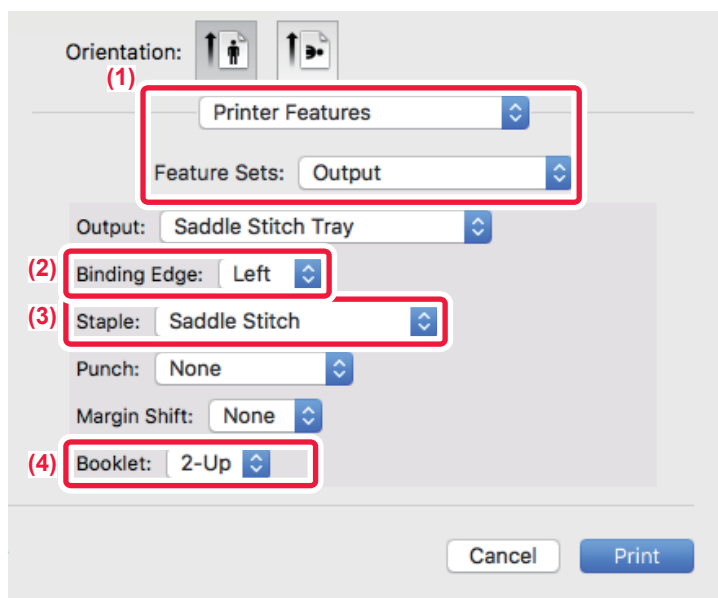 Orientation:
(1)
Printer Features
Feature Sets: Output
Output: Saddle Stitch Tray
(2) Binding Edge: Left
(3) Staple: Saddle Stitch
Punch: None
Margin Shift: None
(4) Booklet: 2-Up
Cancel Print